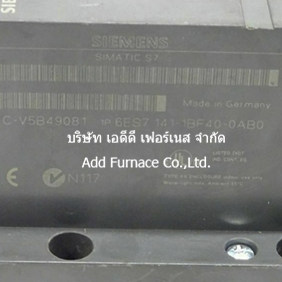 SIEMENS
SIMATIC S7
Made in Germany
C-V5B49081 6ES7 141-1BF40-0AB0
บริษัท เอดีดี เฟอร์เนส จำกัด
Add Furnace Co.,Ltd.
N117